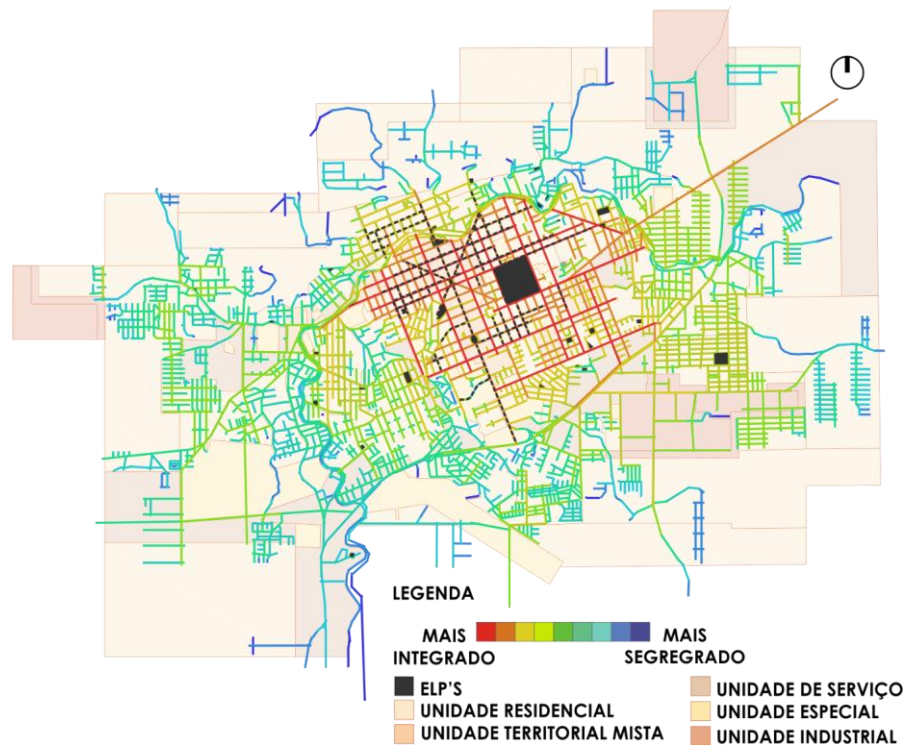 LEGENDA
MAIS INTEGRADO
MAIS SEGREGRADO
ELP'S
UNIDADE RESIDENCIAL
UNIDADE TERRITORIAL MISTA
UNIDADE DE SERVIÇO
UNIDADE ESPECIAL
UNIDADE INDUSTRIAL